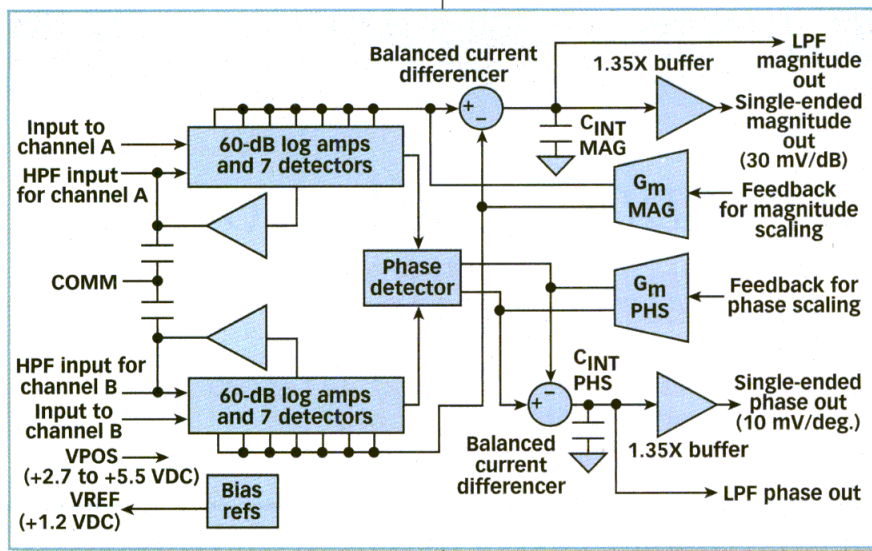 Balanced current
differencer
1.35X buffer
LPF
magnitude
out
Single-ended
magnitude
out
(30 mV/dB)
Input to
channel A
60-dB log amps
and 7 detectors
+
–
CINT
MAG
HPF input
for channel A
Gm
MAG
Feedback
for magnitude
scaling
COMM
Phase
detector
Gm
PHS
Feedback for
phase scaling
HPF input for
channel B
Input to
channel B
60-dB log amps
and 7 detectors
+
–
CINT
PHS
Single-ended
phase out
(10 mV/deg.)
Balanced
current
differencer
1.35X buffer
VPOS
(+2.7 to +5.5 VDC)
VREF
(+1.2 VDC)
Bias
refs
LPF phase out